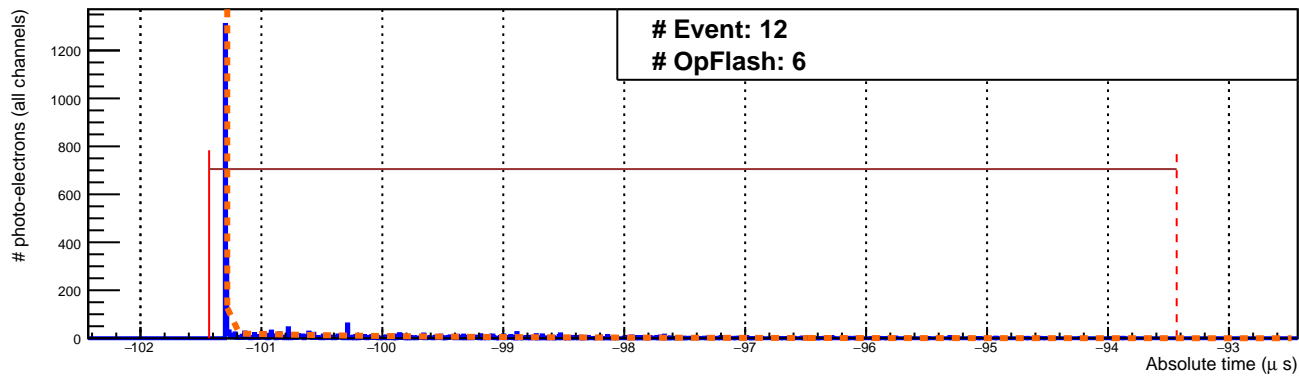 # Event: 12
# OpFlash: 6
# photo-electrons (all channels)
1200
1000
800
600
400
200
0
−102 −101 −100 −99 −98 −97 −96 −95 −94 −93
Absolute time (μ s)